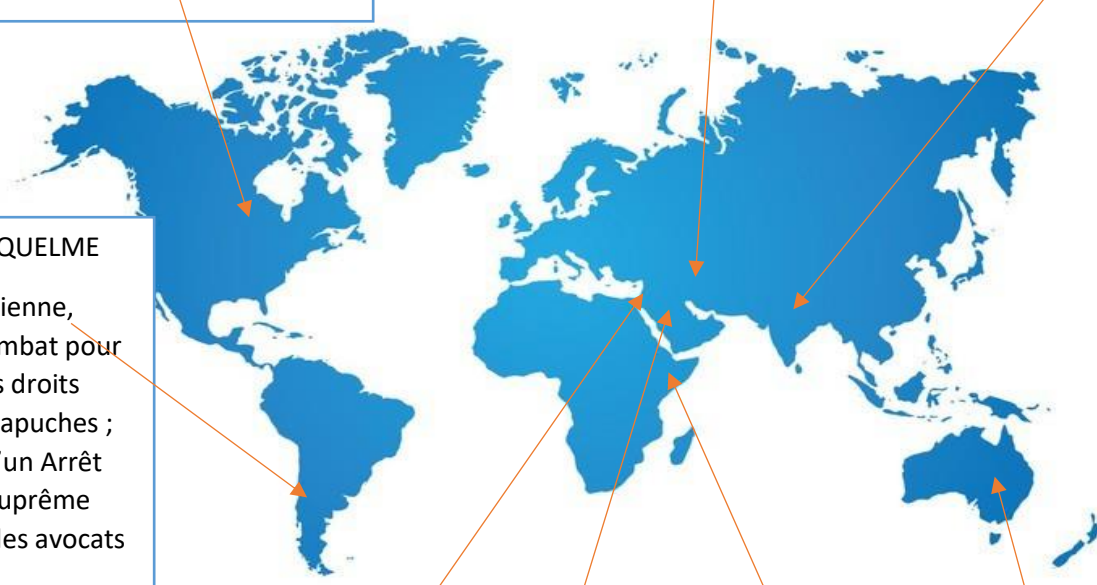 QUELME
ienne,
mbat pour
s droits
apuches ;
'un Arrêt
uprême
les avocats